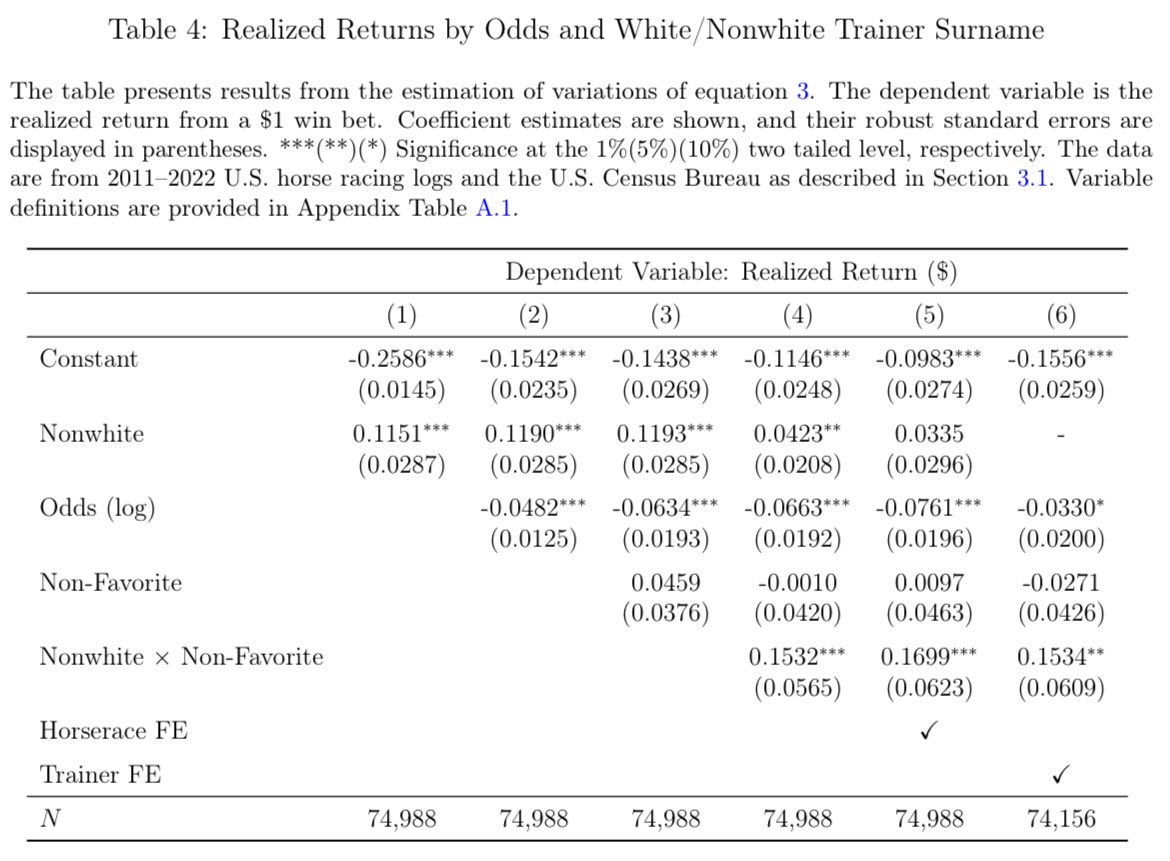 Table 4: Realized Returns by Odds and White/Nonwhite Trainer Surname
The table presents results from the estimation of variations of equation 3. The dependent variable is the
realized return from a $1 win bet. Coefficient estimates are shown, and their robust standard errors are
displayed in parentheses. ***(**)(*) Significance at the 1%(5%)(10%) two tailed level, respectively. The data
are from 2011–2022 U.S. horse racing logs and the U.S. Census Bureau as described in Section 3.1. Variable
definitions are provided in Appendix Table A.1.
Dependent Variable: Realized Return ($)
(1) (2) (3) (4) (5) (6)
Constant -0.2586*** -0.1542*** -0.1438*** -0.1146*** -0.0983*** -0.1556***
(0.0145) (0.0235) (0.0269) (0.0248) (0.0274) (0.0259)
Nonwhite 0.1151*** 0.1190*** 0.1193*** 0.0423** 0.0335 -
(0.0287) (0.0285) (0.0285) (0.0208) (0.0296)
Odds (log) -0.0482*** -0.0634*** -0.0663*** -0.0761*** -0.0330*
(0.0125) (0.0193) (0.0192) (0.0196) (0.0200)
Non-Favorite 0.0459 -0.0010 0.0097 -0.0271
(0.0376) (0.0420) (0.0463) (0.0426)
Nonwhite × Non-Favorite 0.1532*** 0.1699*** 0.1534**
(0.0565) (0.0623) (0.0609)
Horserace FE ✓
Trainer FE ✓
N 74,988 74,988 74,988 74,988 74,988 74,156